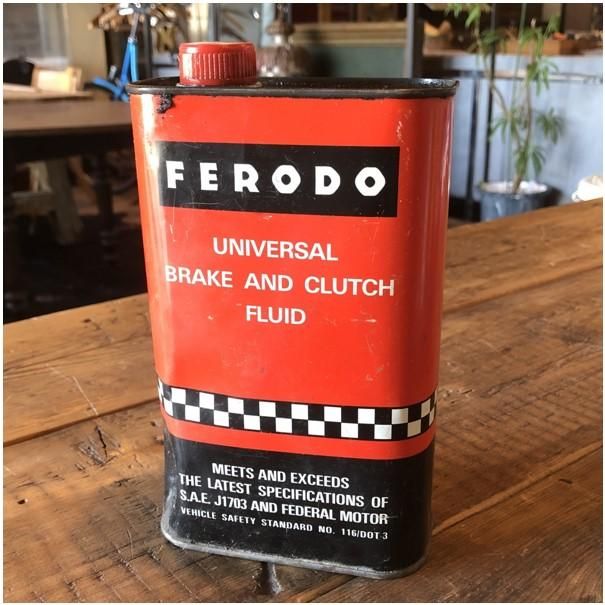 FERODO
UNIVERSAL
BRAKE AND CLUTCH
FLUID
MEETS AND EXCEEDS
THE LATEST SPECIFICATIONS OF
S.A.E. J1703 AND FEDERAL MOTOR
VEHICLE SAFETY STANDARD NO. 116/DOT 3